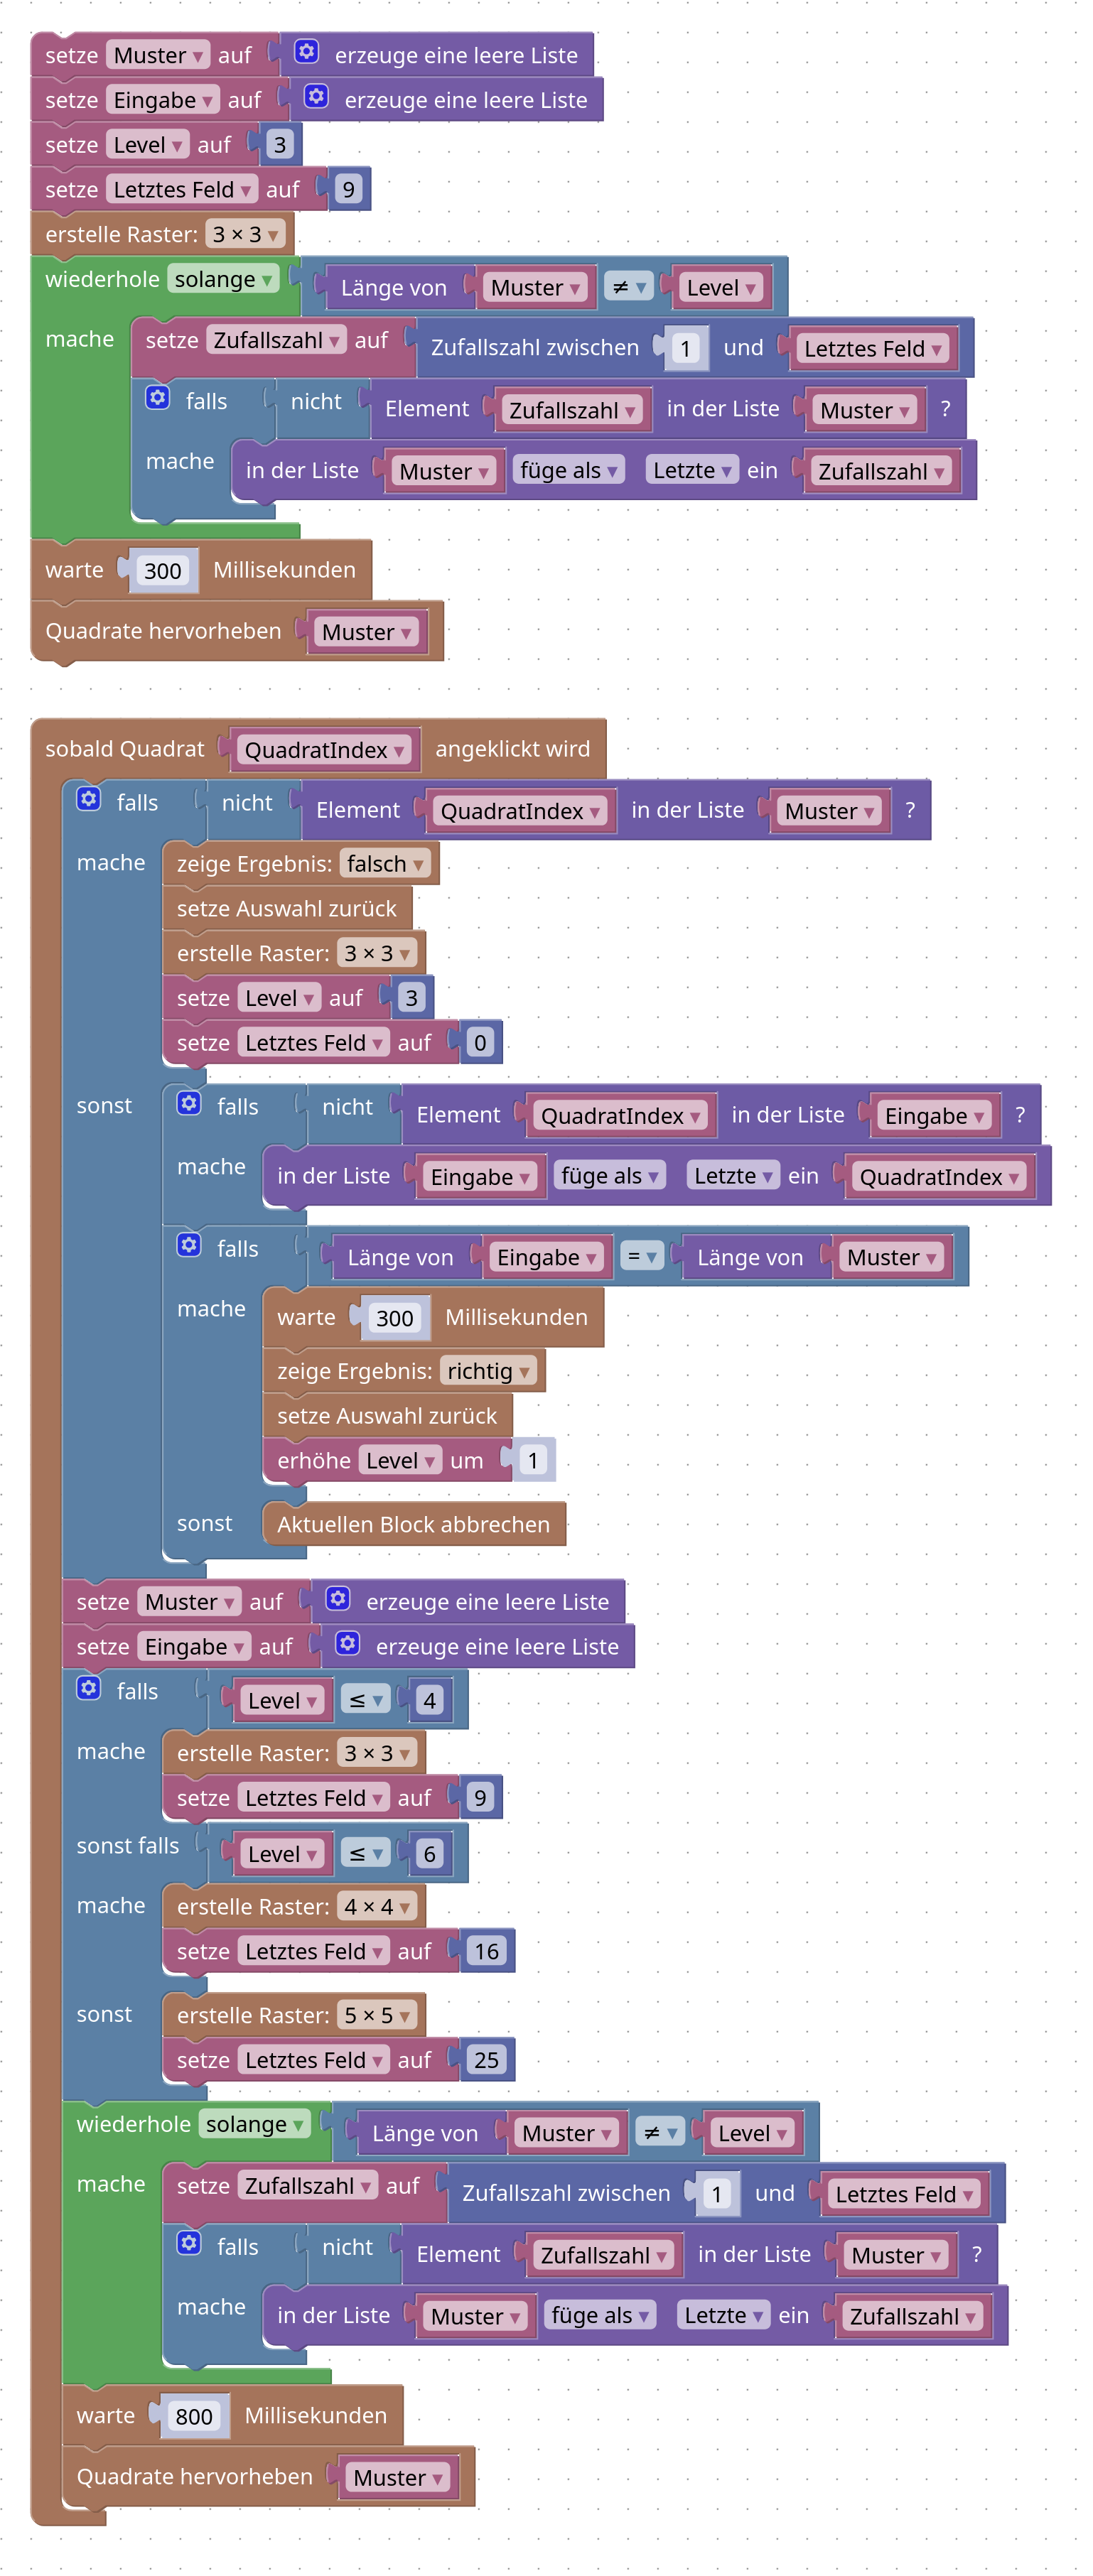 setze Muster ▾ auf erzeuge eine leere Liste
setze Eingabe ▾ auf erzeuge eine leere Liste
setze Level ▾ auf 3
setze Letztes Feld ▾ auf 9
erstelle Raster: 3 × 3 ▾
wiederhole solange ▾ Länge von Muster ▾ ≠ ▾ Level ▾
mache setze Zufallszahl ▾ auf Zufallszahl zwischen 1 und Letztes Feld ▾
falls nicht Element Zufallszahl ▾ in der Liste Muster ▾ ?
mache in der Liste Muster ▾ füge als ▾ Letzte ▾ ein Zufallszahl ▾
warte 300 Millisekunden
Quadrate hervorheben Muster ▾
sobald Quadrat QuadratIndex ▾ angeklickt wird
falls nicht Element QuadratIndex ▾ in der Liste Muster ▾ ?
mache zeige Ergebnis: falsch ▾
setze Auswahl zurück
erstelle Raster: 3 × 3 ▾
setze Level ▾ auf 3
setze Letztes Feld ▾ auf 0
sonst falls nicht Element QuadratIndex ▾ in der Liste Eingabe ▾ ?
mache in der Liste Eingabe ▾ füge als ▾ Letzte ▾ ein QuadratIndex ▾
falls Länge von Eingabe ▾ = ▾ Länge von Muster ▾
mache warte 300 Millisekunden
zeige Ergebnis: richtig ▾
setze Auswahl zurück
erhöhe Level ▾ um 1
sonst Aktuellen Block abbrechen
setze Muster ▾ auf erzeuge eine leere Liste
setze Eingabe ▾ auf erzeuge eine leere Liste
falls Level ▾ ≤ ▾ 4
mache erstelle Raster: 3 × 3 ▾
setze Letztes Feld ▾ auf 9
sonst falls Level ▾ ≤ ▾ 6
mache erstelle Raster: 4 × 4 ▾
setze Letztes Feld ▾ auf 16
sonst erstelle Raster: 5 × 5 ▾
setze Letztes Feld ▾ auf 25
wiederhole solange ▾ Länge von Muster ▾ ≠ ▾ Level ▾
mache setze Zufallszahl ▾ auf Zufallszahl zwischen 1 und Letztes Feld ▾
falls nicht Element Zufallszahl ▾ in der Liste Muster ▾ ?
mache in der Liste Muster ▾ füge als ▾ Letzte ▾ ein Zufallszahl ▾
warte 800 Millisekunden
Quadrate hervorheben Muster ▾